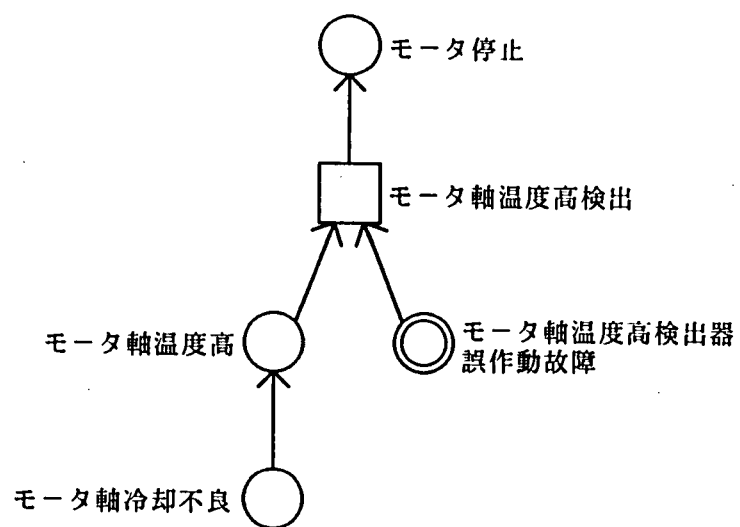 モータ停止
モータ軸温度高検出
モータ軸温度高
モータ軸温度高検出器
誤作動故障
モータ軸冷却不良